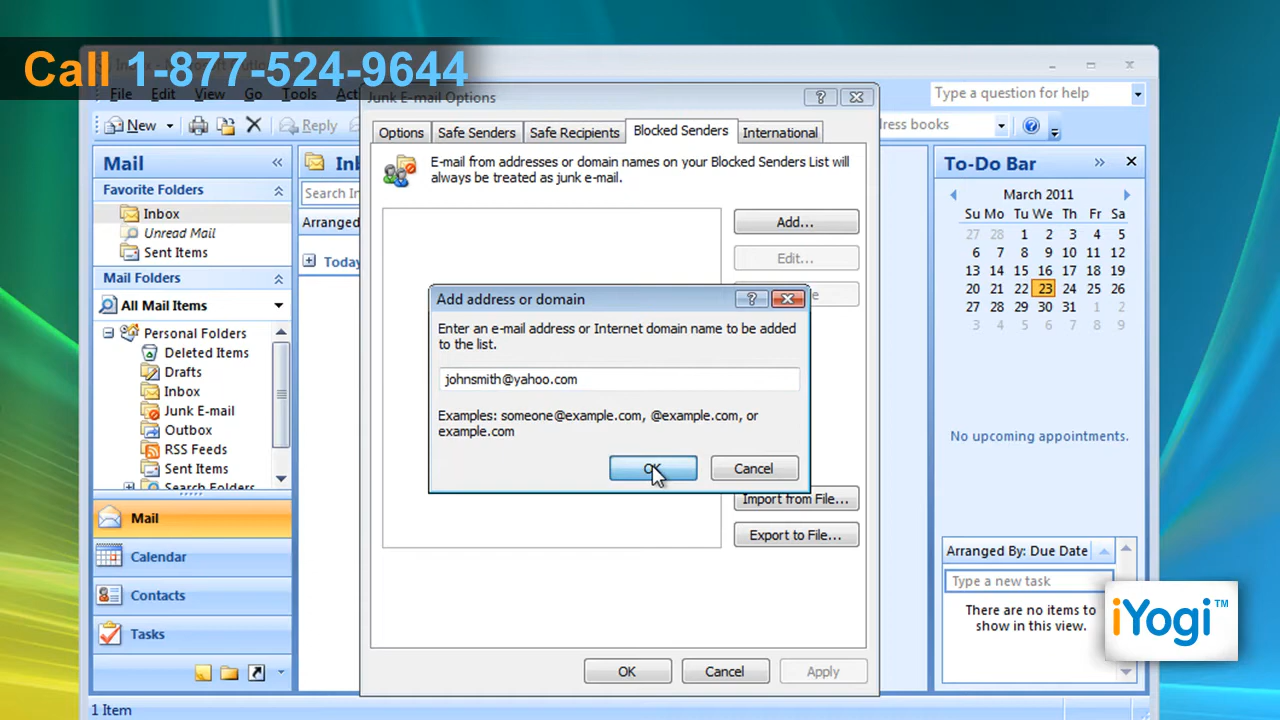 Call 1-877-524-9644
File Edit View Go Tools
Junk E-mail Options
Type a question for help
New
Reply
dress books
Options Safe Senders Safe Recipients Blocked Senders International
Mail
Favorite Folders
Inbox
Unread Mail
Sent Items
Mail Folders
All Mail Items
Personal Folders
Deleted Items
Drafts
Inbox
Junk E-mail
Outbox
RSS Feeds
Sent Items
Search Folders
Mail
Calendar
Contacts
Tasks
1 Item
Search In
Arranged
Today
E-mail from addresses or domain names on your Blocked Senders List will
always be treated as junk e-mail.
Add...
Edit...
Add address or domain
Enter an e-mail address or Internet domain name to be added
to the list.
johnsmith@yahoo.com
Examples: someone@example.com, @example.com, or
example.com
OK Cancel
Import from File...
Export to File...
OK Cancel Apply
To-Do Bar
March 2011
Su Mo Tu We Th Fr Sa
27 28 1 2 3 4 5
6 7 8 9 10 11 12
13 14 15 16 17 18 19
20 21 22 23 24 25 26
27 28 29 30 31 1 2
3 4 5 6 7 8 9
No upcoming appointments.
Arranged By: Due Date
Type a new task
There are no items to
show in this view.
iYogi™